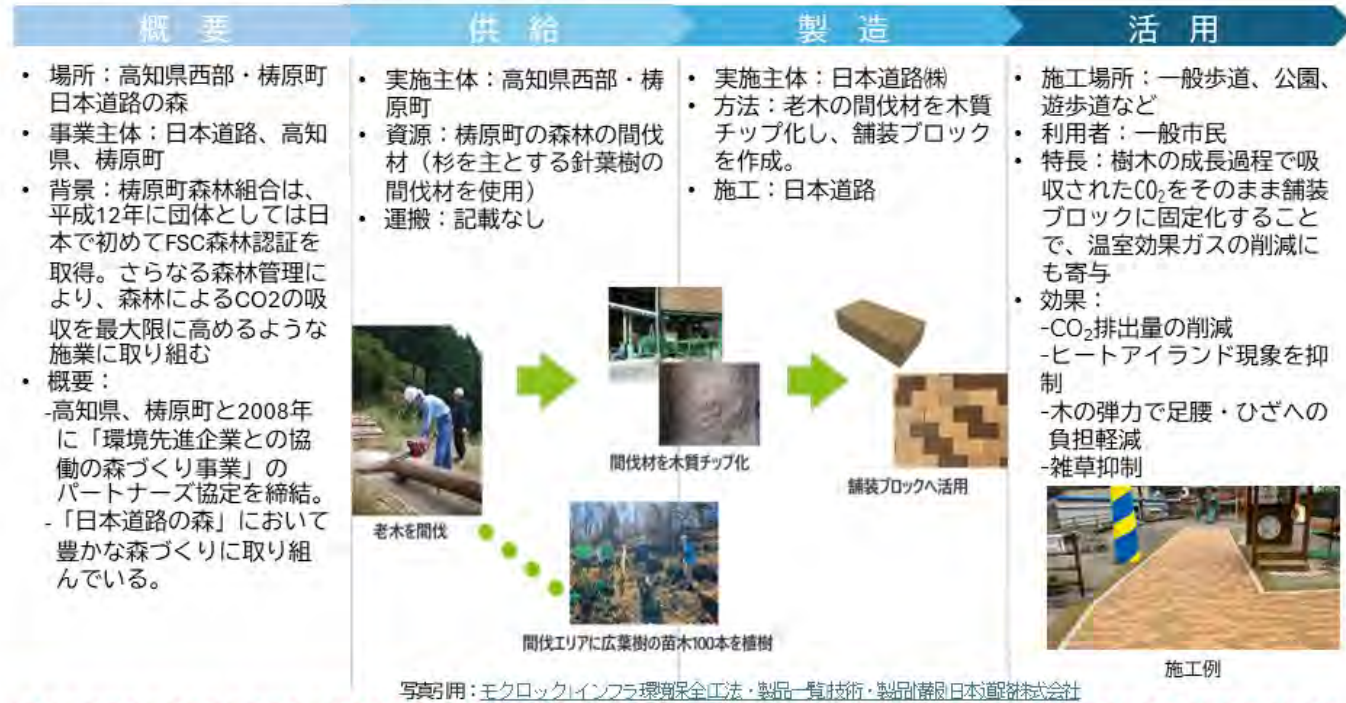 概 要
• 場所：高知県西部・梼原町
日本道路の森
• 事業主体：日本道路、高知
県、梼原町
• 背景：梼原町森林組合は、
平成12年に団体としては日
本で初めてFSC森林認証を
取得。さらなる森林管理に
より、森林によるCO2の吸
収を最大限に高めるような
施業に取り組む
• 概要：
-高知県、梼原町と2008年
に「環境先進企業との協
働の森づくり事業」の
パートナーズ協定を締結。
-「日本道路の森」において
豊かな森づくりに取り組
んでいる。
供 給
• 実施主体：高知県西部・梼
原町
• 資源：梼原町の森林の間伐
材（杉を主とする針葉樹の
間伐材を使用）
• 運搬：記載なし
製 造
• 実施主体：日本道路㈱
• 方法：老木の間伐材を木質
チップ化し、舗装ブロック
を作成。
• 施工：日本道路
老木を間伐
間伐材を木質チップ化
舗装ブロックへ活用
間伐エリアに広葉樹の苗木100本を植樹
活 用
• 施工場所：一般歩道、公園、
遊歩道など
• 利用者：一般市民
• 特長：樹木の成長過程で吸
収されたCO₂をそのまま舗装
ブロックに固定化すること
で、温室効果ガスの削減に
も寄与
• 効果：
-CO₂排出量の削減
-ヒートアイランド現象を抑
制
-木の弾力で足腰・ひざへの
負担軽減
-雑草抑制
施工例
写真引用：モクロック|インフラ環境保全|工法・製品一覧|技術・製品情報|日本道路株式会社